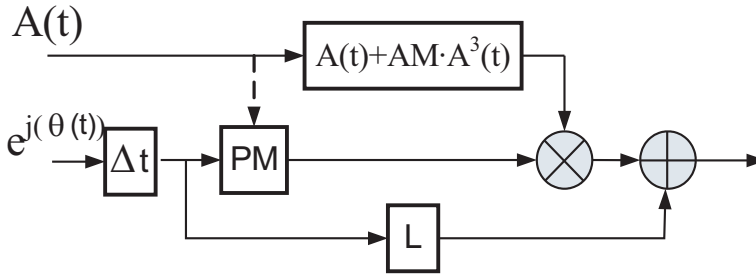 A(t)
A(t)+AM·A³(t)
e^j(θ(t))
Δt
PM
L